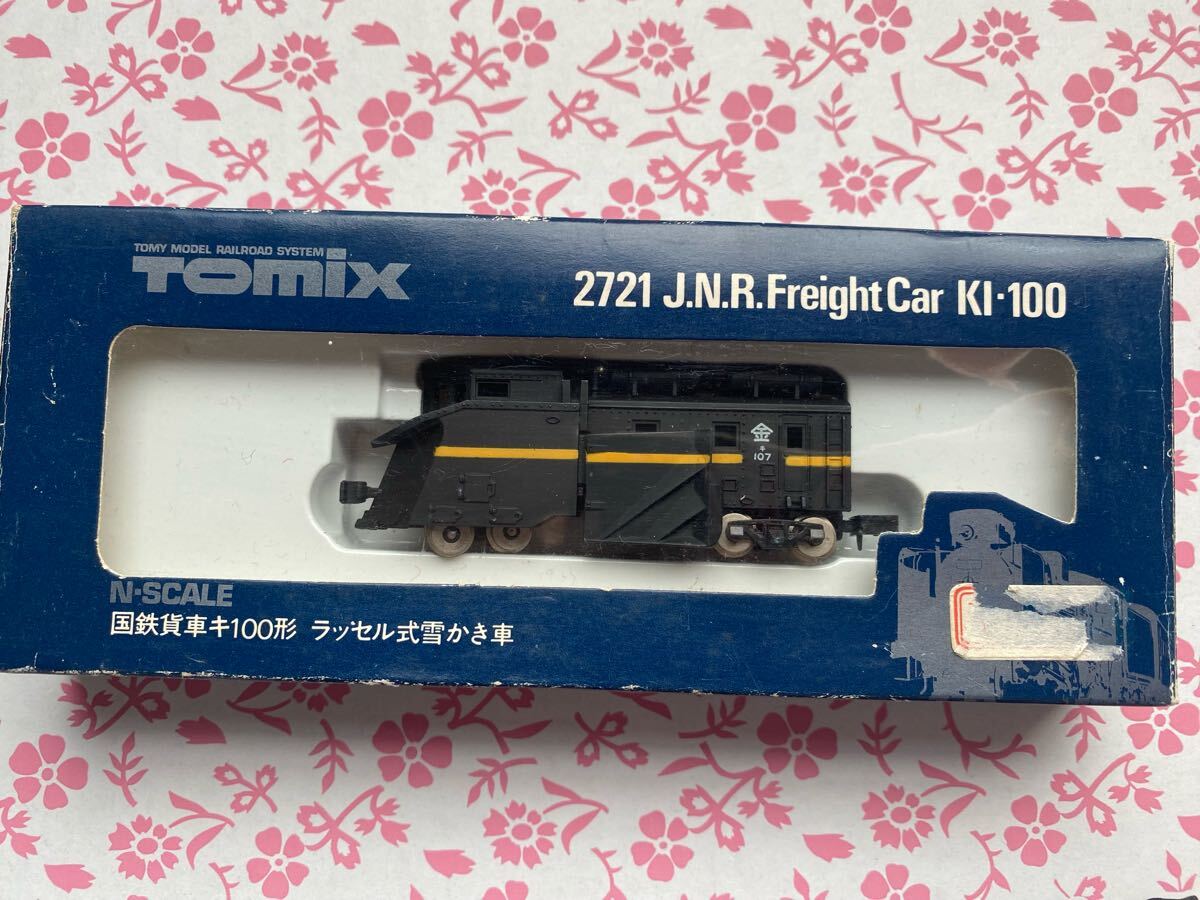 TOMY MODEL RAILROAD SYSTEM
TOMIX
2721 J.N.R.Freight Car KI·100
金
キ
107
N·SCALE
国鉄貨車キ100形 ラッセル式雪かき車